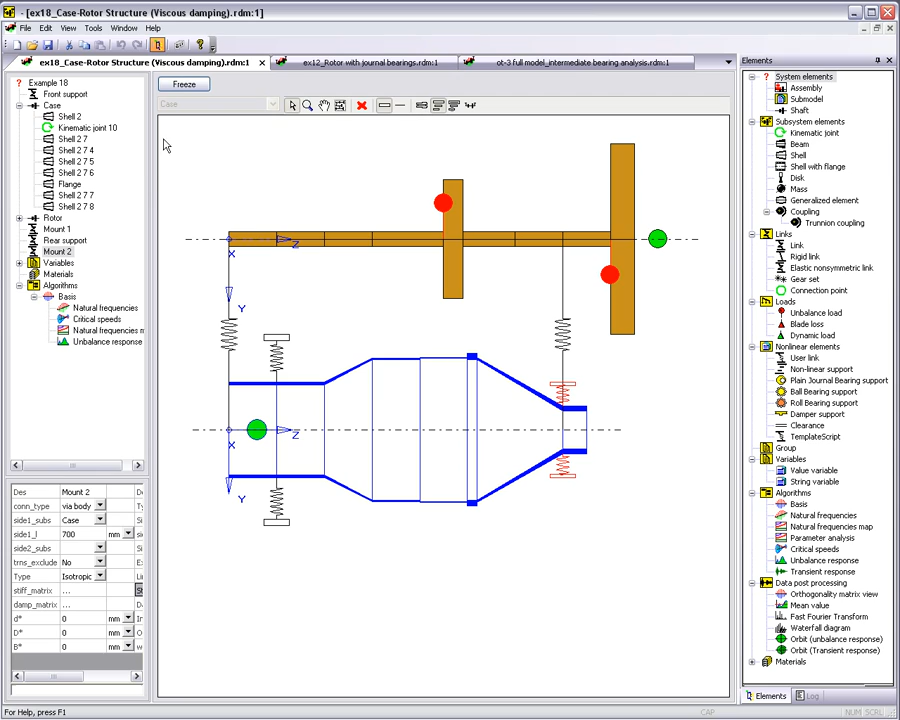 - [ex18_Case-Rotor Structure (Viscous damping).rdm:1]
File Edit View Tools Window Help
ex18_Case-Rotor Structure (Viscous damping).rdm:1
ex12_Rotor with journal bearings.rdm:1
ot-3 full model_intermediate bearing analysis.rdm:1
Example 18
Front support
Case
Shell 2
Kinematic joint 10
Shell 2 7
Shell 2 7 4
Shell 2 7 5
Shell 2 7 6
Flange
Shell 2 7 7
Shell 2 7 8
Rotor
Mount 1
Rear support
Mount 2
Variables
Materials
Algorithms
Basis
Natural frequencies
Critical speeds
Natural frequencies m
Unbalance response
Des Mount 2
conn_type via body
side1_subs Case
side1_l 700 mm
side2_subs
trns_exclude No
Type Isotropic
stiff_matrix ...
damp_matrix ...
d* 0 mm
D* 0 mm
B* 0 mm
Freeze
Case
Z
X
Y
Z
X
Y
Elements
System elements
Assembly
Submodel
Shaft
Subsystem elements
Kinematic joint
Beam
Shell
Shell with flange
Disk
Mass
Generalized element
Coupling
Trunnion coupling
Links
Link
Rigid link
Elastic nonsymmetric link
Gear set
Connection point
Loads
Unbalance load
Blade loss
Dynamic load
Nonlinear elements
User link
Non-linear support
Plain Journal Bearing support
Ball Bearing support
Roll Bearing support
Damper support
Clearance
TemplateScript
Group
Variables
Value variable
String variable
Algorithms
Basis
Natural frequencies
Natural frequencies map
Parameter analysis
Critical speeds
Unbalance response
Transient response
Data post processing
Orthogonality matrix view
Mean value
Fast Fourier Transform
Waterfall diagram
Orbit (unbalance response)
Orbit (Transient response)
Materials
Elements Log
For Help, press F1
CAP NUM SCRL